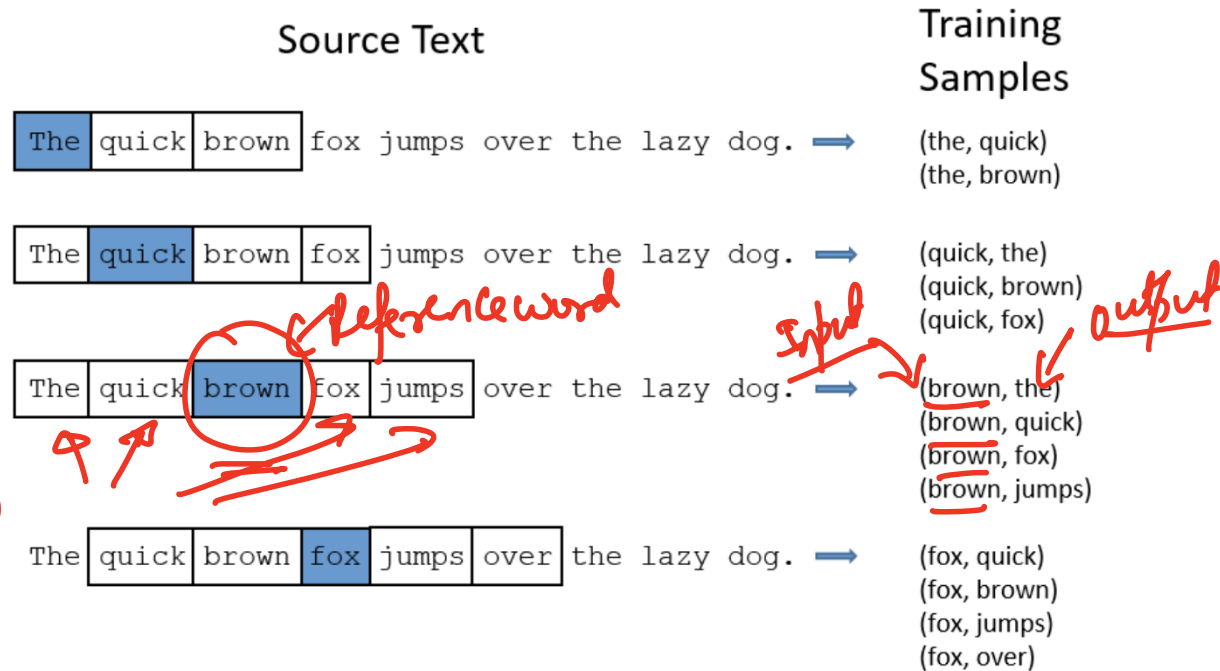 Source Text
Training
Samples
The quick brown fox jumps over the lazy dog.
(the, quick)
(the, brown)
The quick brown fox jumps over the lazy dog.
(quick, the)
(quick, brown)
(quick, fox)
Reference word
Input
Output
The quick brown fox jumps over the lazy dog.
(brown, the)
(brown, quick)
(brown, fox)
(brown, jumps)
The quick brown fox jumps over the lazy dog.
(fox, quick)
(fox, brown)
(fox, jumps)
(fox, over)